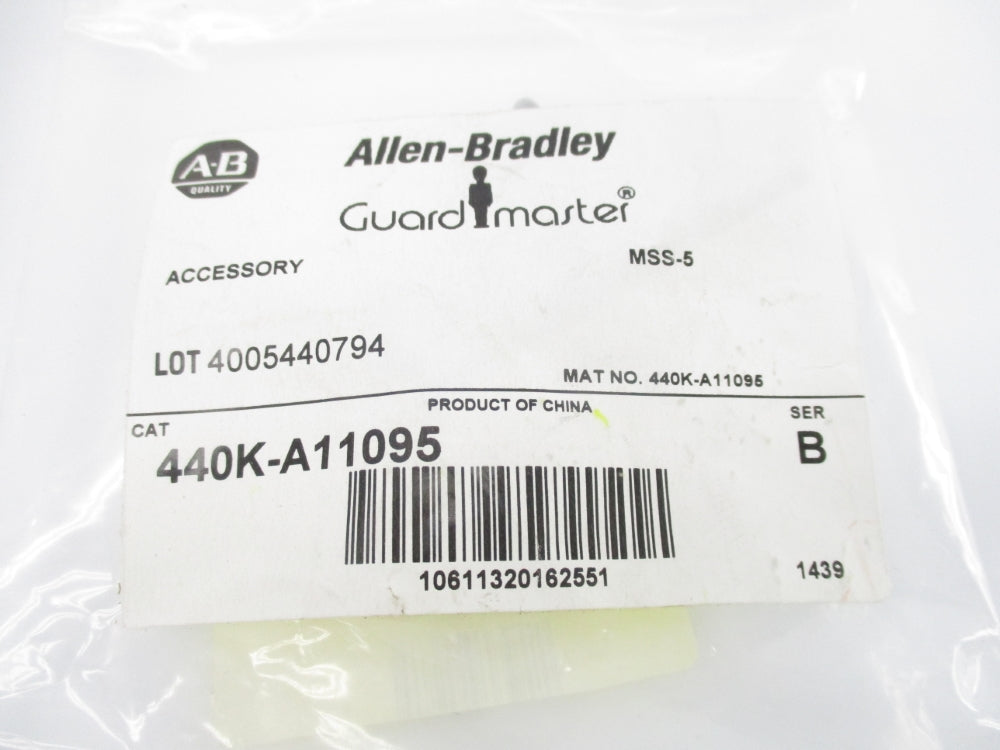 A-B
QUALITY
Allen-Bradley
Guardmaster®
ACCESSORY
MSS-5
LOT 4005440794
MAT NO. 440K-A11095
PRODUCT OF CHINA
CAT
440K-A11095
SER
B
10611320162551
1439